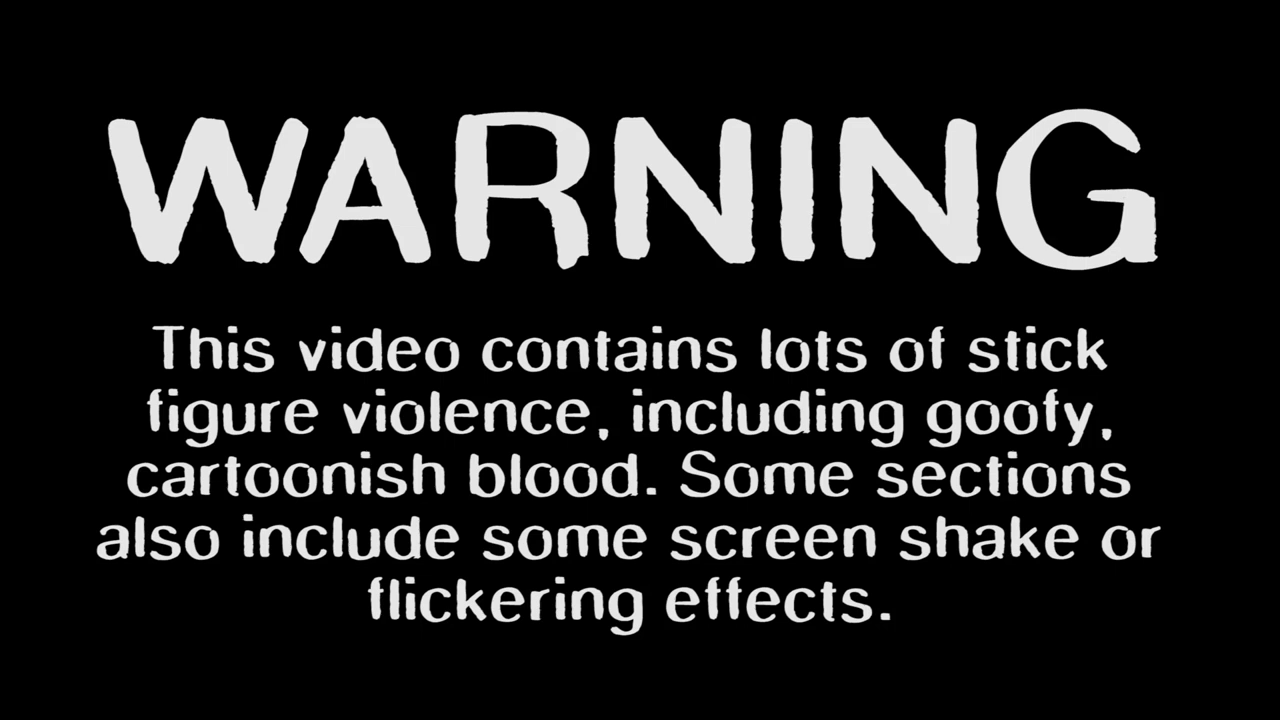 WARNING
This video contains lots of stick
figure violence, including goofy,
cartoonish blood. Some sections
also include some screen shake or
flickering effects.